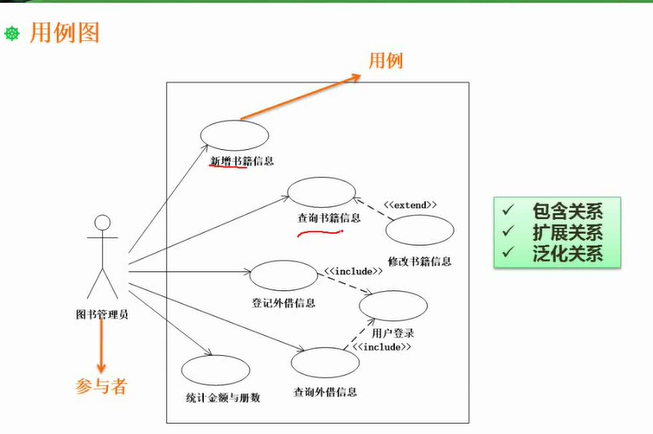 用例图
用例
新增书籍信息
查询书籍信息
<<extend>>
修改书籍信息
<<include>>
登记外借信息
用户登录
<<include>>
查询外借信息
统计金额与册数
图书管理员
参与者
✓ 包含关系
✓ 扩展关系
✓ 泛化关系